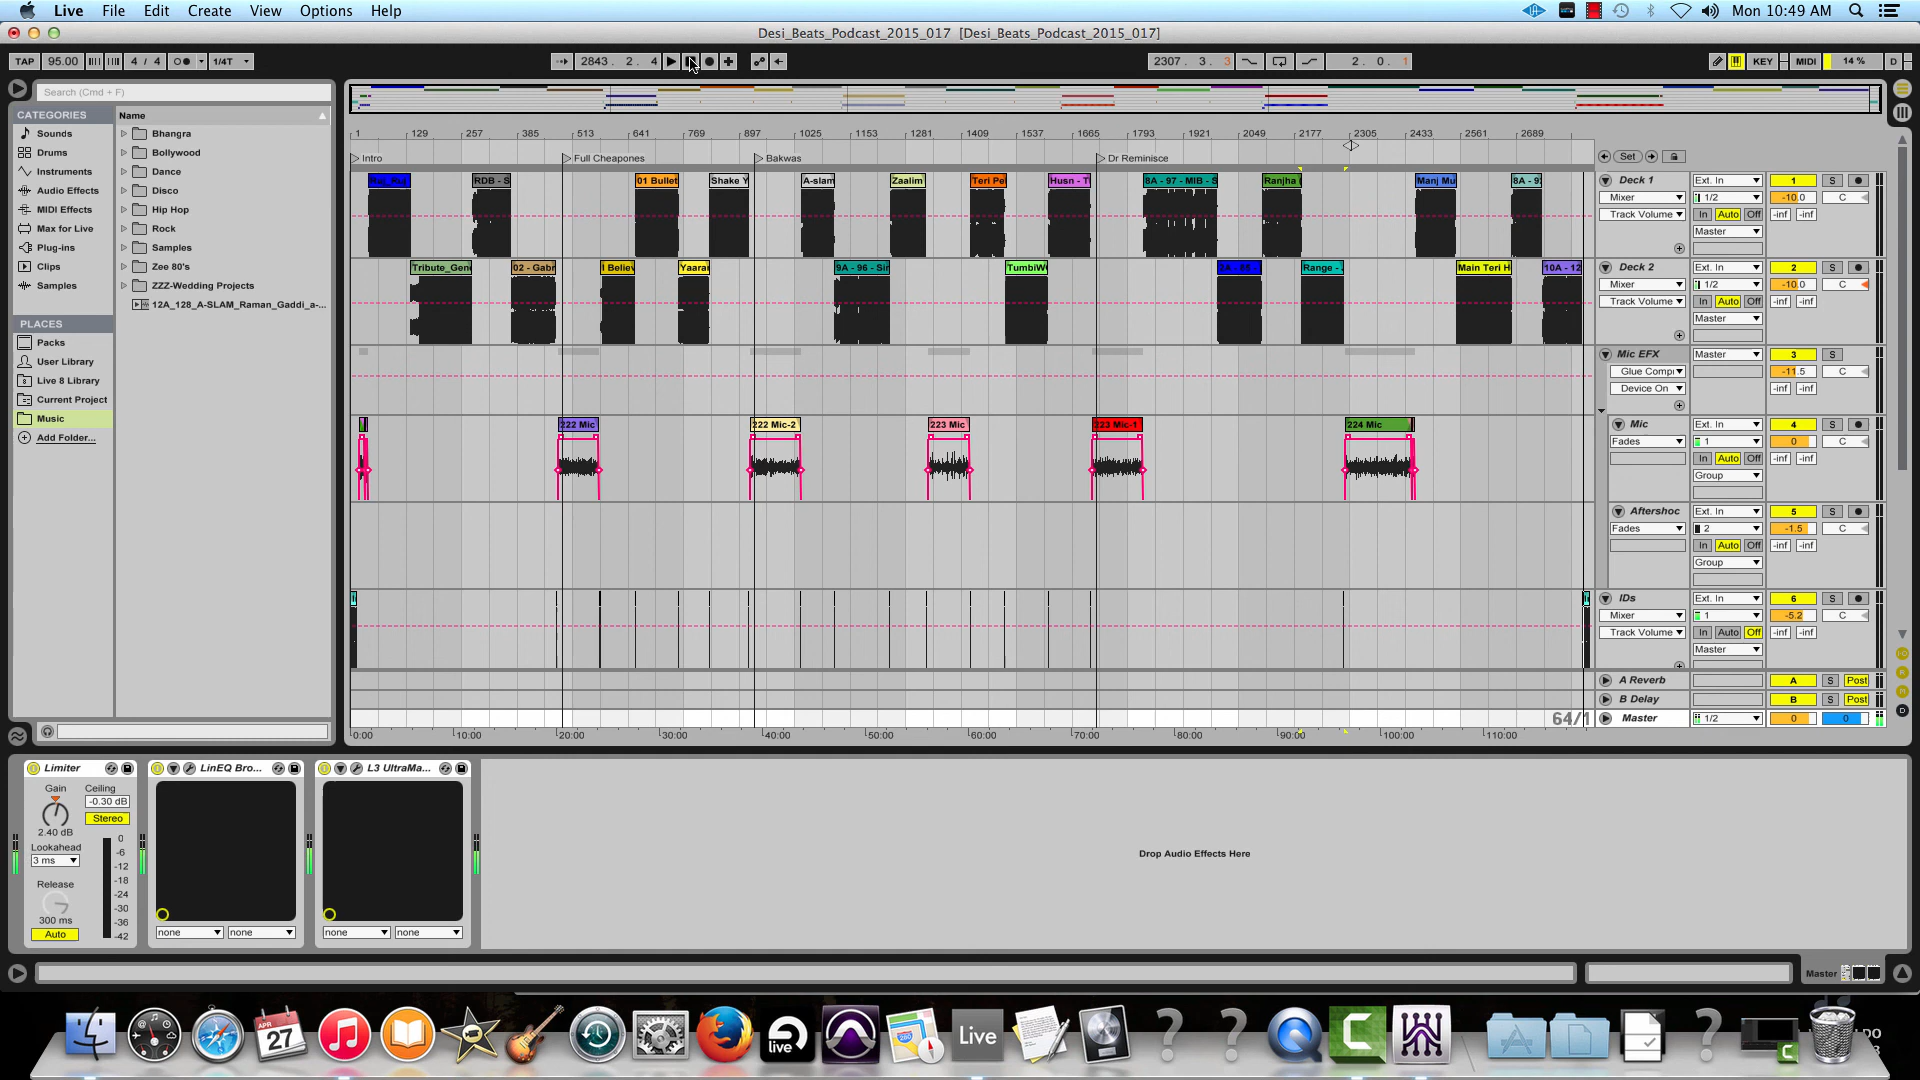 Live File Edit Create View Options Help Mon 10:49 AM
Desi_Beats_Podcast_2015_017 [Desi_Beats_Podcast_2015_017]
TAP 95.00 4 / 4 1/4T 2843. 2. 4 2307. 3. 3 2. 0. 1 KEY MIDI 14 % D
Search (Cmd + F)
CATEGORIES
Sounds
Drums
Instruments
Audio Effects
MIDI Effects
Max for Live
Plug-ins
Clips
Samples
PLACES
Packs
User Library
Live 8 Library
Current Project
Music
Add Folder...
Name
Bhangra
Bollywood
Dance
Disco
Hip Hop
Rock
Samples
Zee 80's
ZZZ-Wedding Projects
12A_128_A-SLAM_Raman_Gaddi_a-...
1 129 257 385 513 641 769 897 1025 1153 1281 1409 1537 1665 1793 1921 2049 2177 2305 2433 2561 2689
Intro Full Cheapones Bakwas Dr Reminisce Set
RDB - S 01 Bullet Shake Y A-slam Zaalim Teri Pe Husn - T 8A - 97 - MIB - S Ranjha Manj Mu 8A - 9
Deck 1 Ext. In 1 S
Mixer 1/2 -10.0 C
Track Volume In Auto Off -inf -inf
Master
Tribute_Gen 02 - Gabr I Believ Yaara 9A - 96 - Sir TumbiW Range - Main Teri H 10A - 12
Deck 2 Ext. In 2 S
Mixer 1/2 -10.0 C
Track Volume In Auto Off -inf -inf
Master
Mic EFX Master 3 S
Glue Compr -11.5 C
Device On -inf -inf
222 Mic 222 Mic-2 223 Mic 223 Mic-1 224 Mic
Mic Ext. In 4 S
Fades 1 0 C
In Auto Off -inf -inf
Group
Aftershoc Ext. In 5 S
Fades 2 -1.5 C
In Auto Off -inf -inf
Group
IDs Ext. In 6 S
Mixer 1 -5.2 C
Track Volume In Auto Off -inf -inf
Master
A Reverb A S Post
B Delay B S Post
64/1 Master 1/2 0 0
0:00 10:00 20:00 30:00 40:00 50:00 60:00 70:00 80:00 90:00 100:00 110:00
Limiter
Gain
2.40 dB
Ceiling
-0.30 dB
Stereo
Lookahead
3 ms
Release
300 ms
Auto
0
-6
-12
-18
-24
-30
-36
-42
LinEQ Bro...
none none
L3 UltraMa...
none none
Drop Audio Effects Here
Master
APR
27
live
280
Live